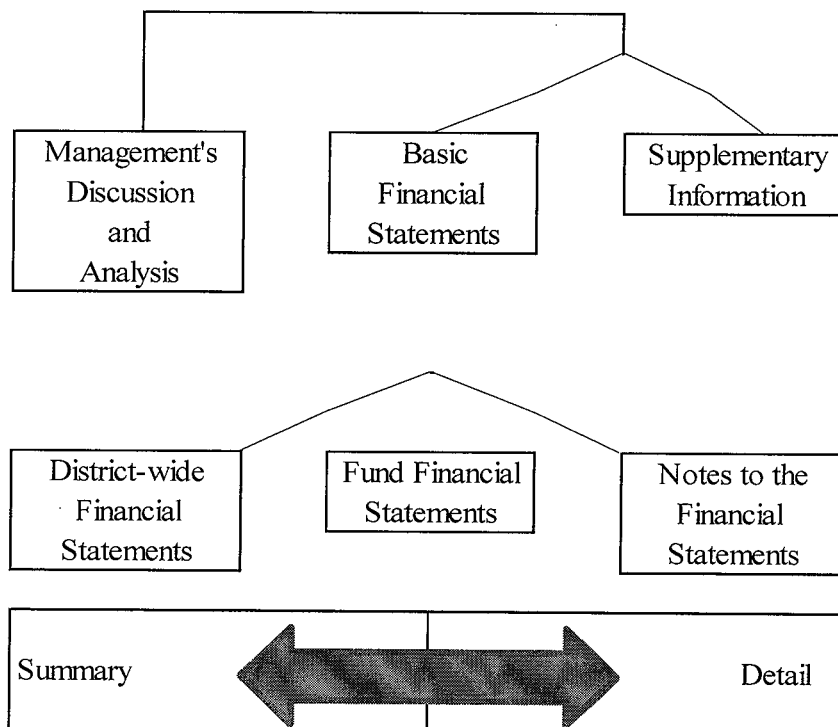 Management's
Discussion
and
Analysis
Basic
Financial
Statements
Supplementary
Information
District-wide
Financial
Statements
Fund Financial
Statements
Notes to the
Financial
Statements
Summary
Detail